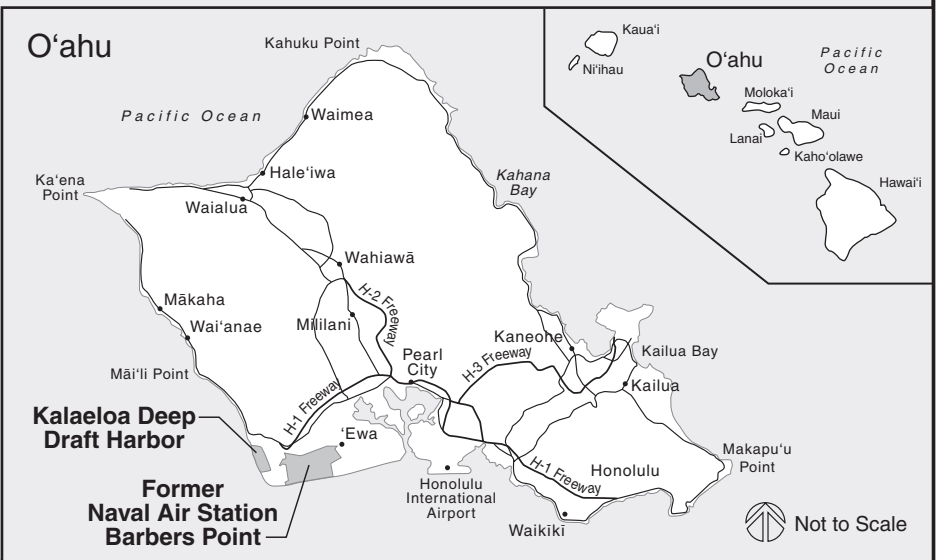 O‘ahu
Kahuku Point
Pacific Ocean
Waimea
Hale‘iwa
Ka‘ena
Point
Waialua
Kahana
Bay
Wahiawā
H-2 Freeway
Mākaha
Wai‘anae
Mililani
Kaneohe
Pearl
City
H-3 Freeway
Kailua Bay
Mā‘ili Point
Kailua
H-1 Freeway
Kalaeloa Deep
Draft Harbor
‘Ewa
Makapu‘u
Point
Honolulu
H-1 Freeway
Former
Naval Air Station
Barbers Point
Honolulu
International
Airport
Waikīkī
Not to Scale
Kaua‘i
Ni‘ihau
O‘ahu
Pacific
Ocean
Moloka‘i
Maui
Lanai
Kaho‘olawe
Hawai‘i